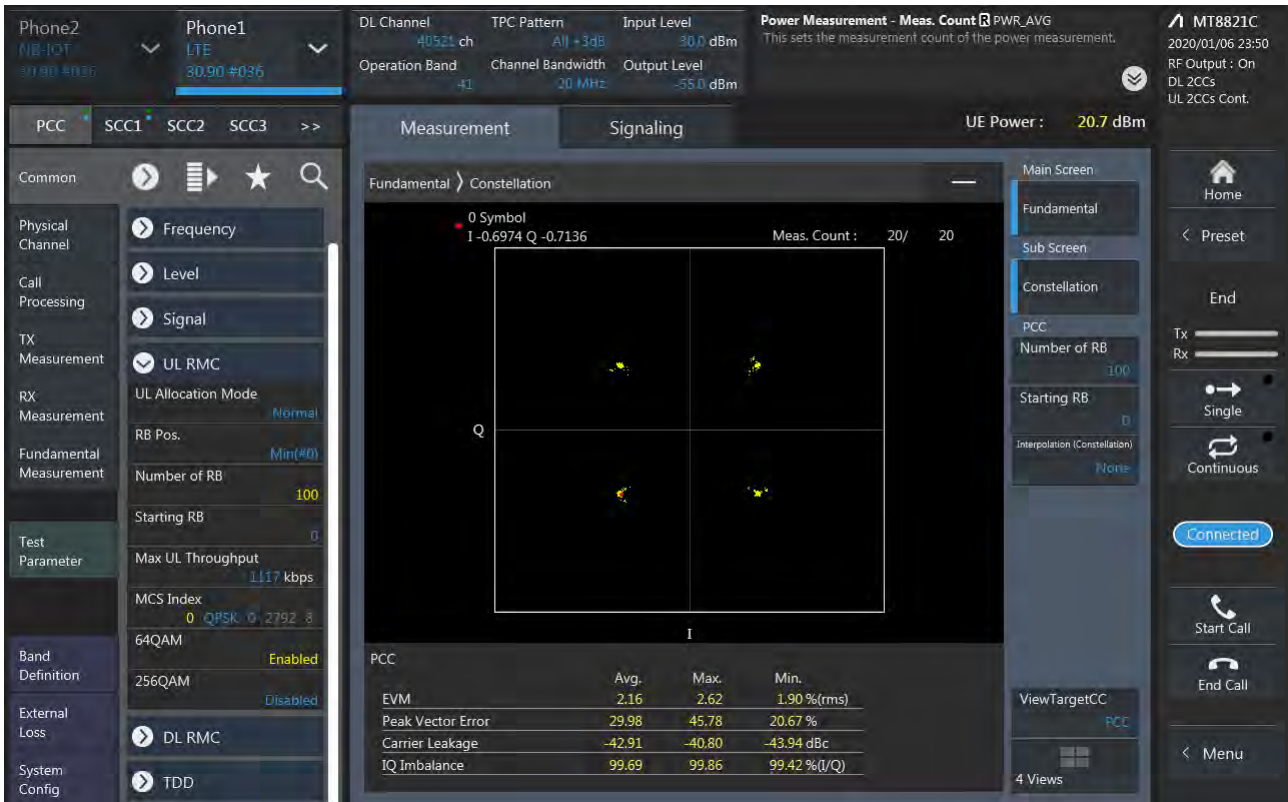 Phone2
NB-IOT
30.90 #036
Phone1
LTE
30.90 #036
DL Channel
40521 ch
TPC Pattern
All +3dB
Input Level
30.0 dBm
Operation Band
41
Channel Bandwidth
20 MHz
Output Level
-55.0 dBm
Power Measurement - Meas. Count R PWR_AVG
This sets the measurement count of the power measurement.
MT8821C
2020/01/06 23:50
RF Output : On
DL 2CCs
UL 2CCs Cont.
PCC SCC1 SCC2 SCC3 >>
Measurement
Signaling
UE Power : 20.7 dBm
Common
Physical
Channel
Call
Processing
TX
Measurement
RX
Measurement
Fundamental
Measurement
Test
Parameter
Band
Definition
External
Loss
System
Config
Frequency
Level
Signal
UL RMC
UL Allocation Mode
Normal
RB Pos.
Min(#0)
Number of RB
100
Starting RB
0
Max UL Throughput
1117 kbps
MCS Index
0 QPSK 0 2792 8
64QAM
Enabled
256QAM
Disabled
DL RMC
TDD
Fundamental 〉 Constellation
0 Symbol
I -0.6974 Q -0.7136
Meas. Count : 20/ 20
Q
I
PCC
Avg. Max. Min.
EVM 2.16 2.62 1.90 %(rms)
Peak Vector Error 29.98 45.78 20.67 %
Carrier Leakage -42.91 -40.80 -43.94 dBc
IQ Imbalance 99.69 99.86 99.42 %(I/Q)
Main Screen
Fundamental
Sub Screen
Constellation
PCC
Number of RB
100
Starting RB
0
Interpolation (Constellation)
None
ViewTargetCC
PCC
4 Views
Home
< Preset
End
Tx
Rx
Single
Continuous
Connected
Start Call
End Call
< Menu